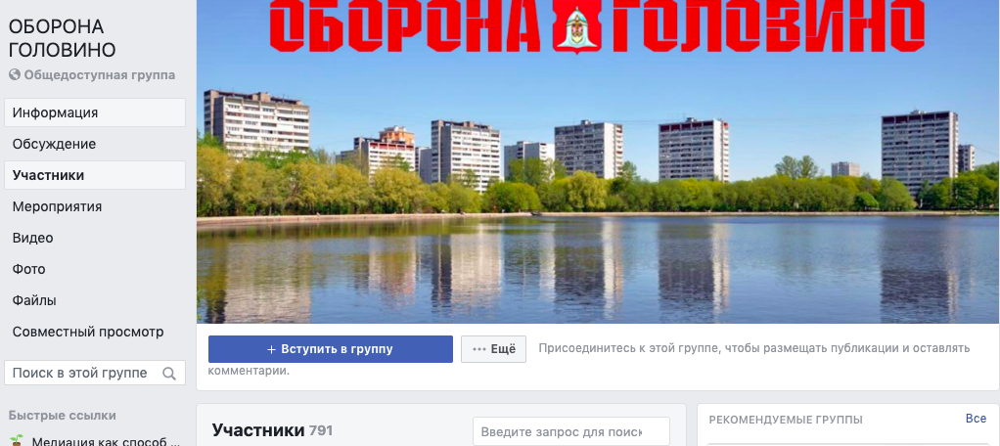 ОБОРОНА
ГОЛОВИНО
Общедоступная группа
Информация
Обсуждение
Участники
Мероприятия
Видео
Фото
Файлы
Совместный просмотр
Поиск в этой группе
Быстрые ссылки
Медиация как способ ...
ОБОРОНА ГОЛОВИНО
+ Вступить в группу
··· Ещё
Присоединитесь к этой группе, чтобы размещать публикации и оставлять
комментарии.
Участники 791
Введите запрос для поиск
РЕКОМЕНДУЕМЫЕ ГРУППЫ
Все